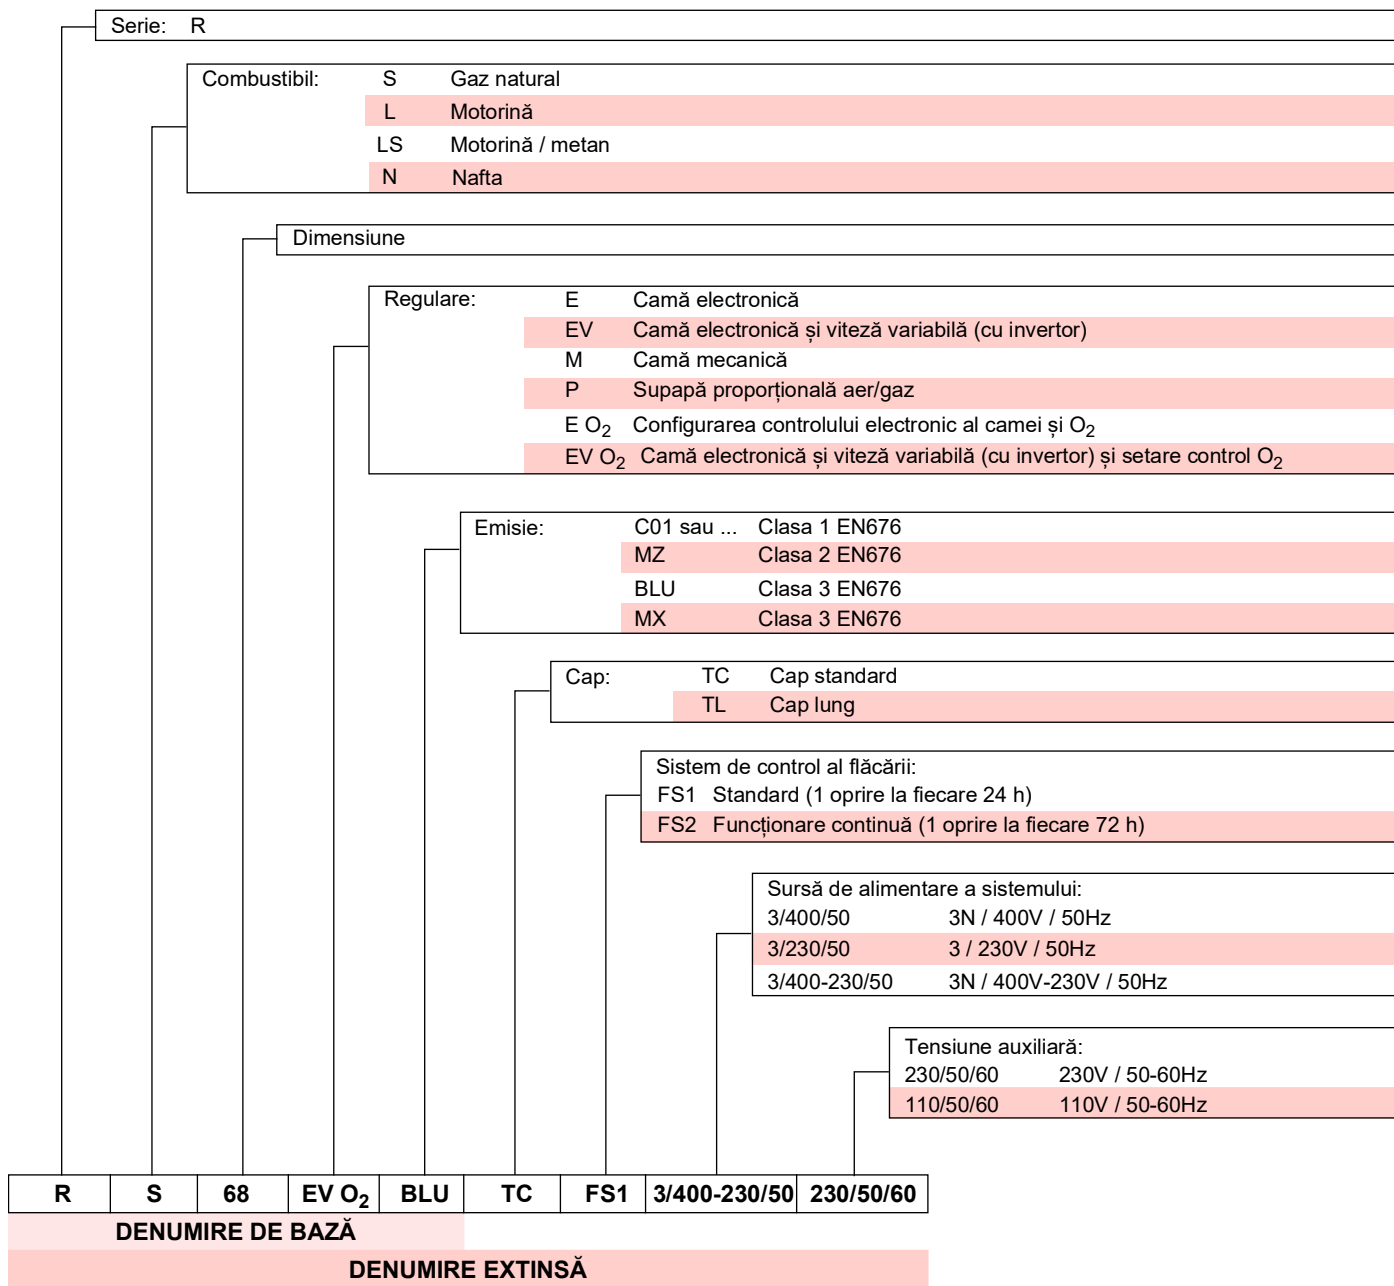 Serie: R
Combustibil: S Gaz natural
L Motorină
LS Motorină / metan
N Nafta
Dimensiune
Regulare: E Camă electronică
EV Camă electronică și viteză variabilă (cu invertor)
M Camă mecanică
P Supapă proporțională aer/gaz
E O2 Configurarea controlului electronic al camei și O2
EV O2 Camă electronică și viteză variabilă (cu invertor) și setare control O2
Emisie: C01 sau ... Clasa 1 EN676
MZ Clasa 2 EN676
BLU Clasa 3 EN676
MX Clasa 3 EN676
Cap: TC Cap standard
TL Cap lung
Sistem de control al flăcării:
FS1 Standard (1 oprire la fiecare 24 h)
FS2 Funcționare continuă (1 oprire la fiecare 72 h)
Sursă de alimentare a sistemului:
3/400/50 3N / 400V / 50Hz
3/230/50 3 / 230V / 50Hz
3/400-230/50 3N / 400V-230V / 50Hz
Tensiune auxiliară:
230/50/60 230V / 50-60Hz
110/50/60 110V / 50-60Hz
R S 68 EV O2 BLU TC FS1 3/400-230/50 230/50/60
DENUMIRE DE BAZĂ
DENUMIRE EXTINSĂ